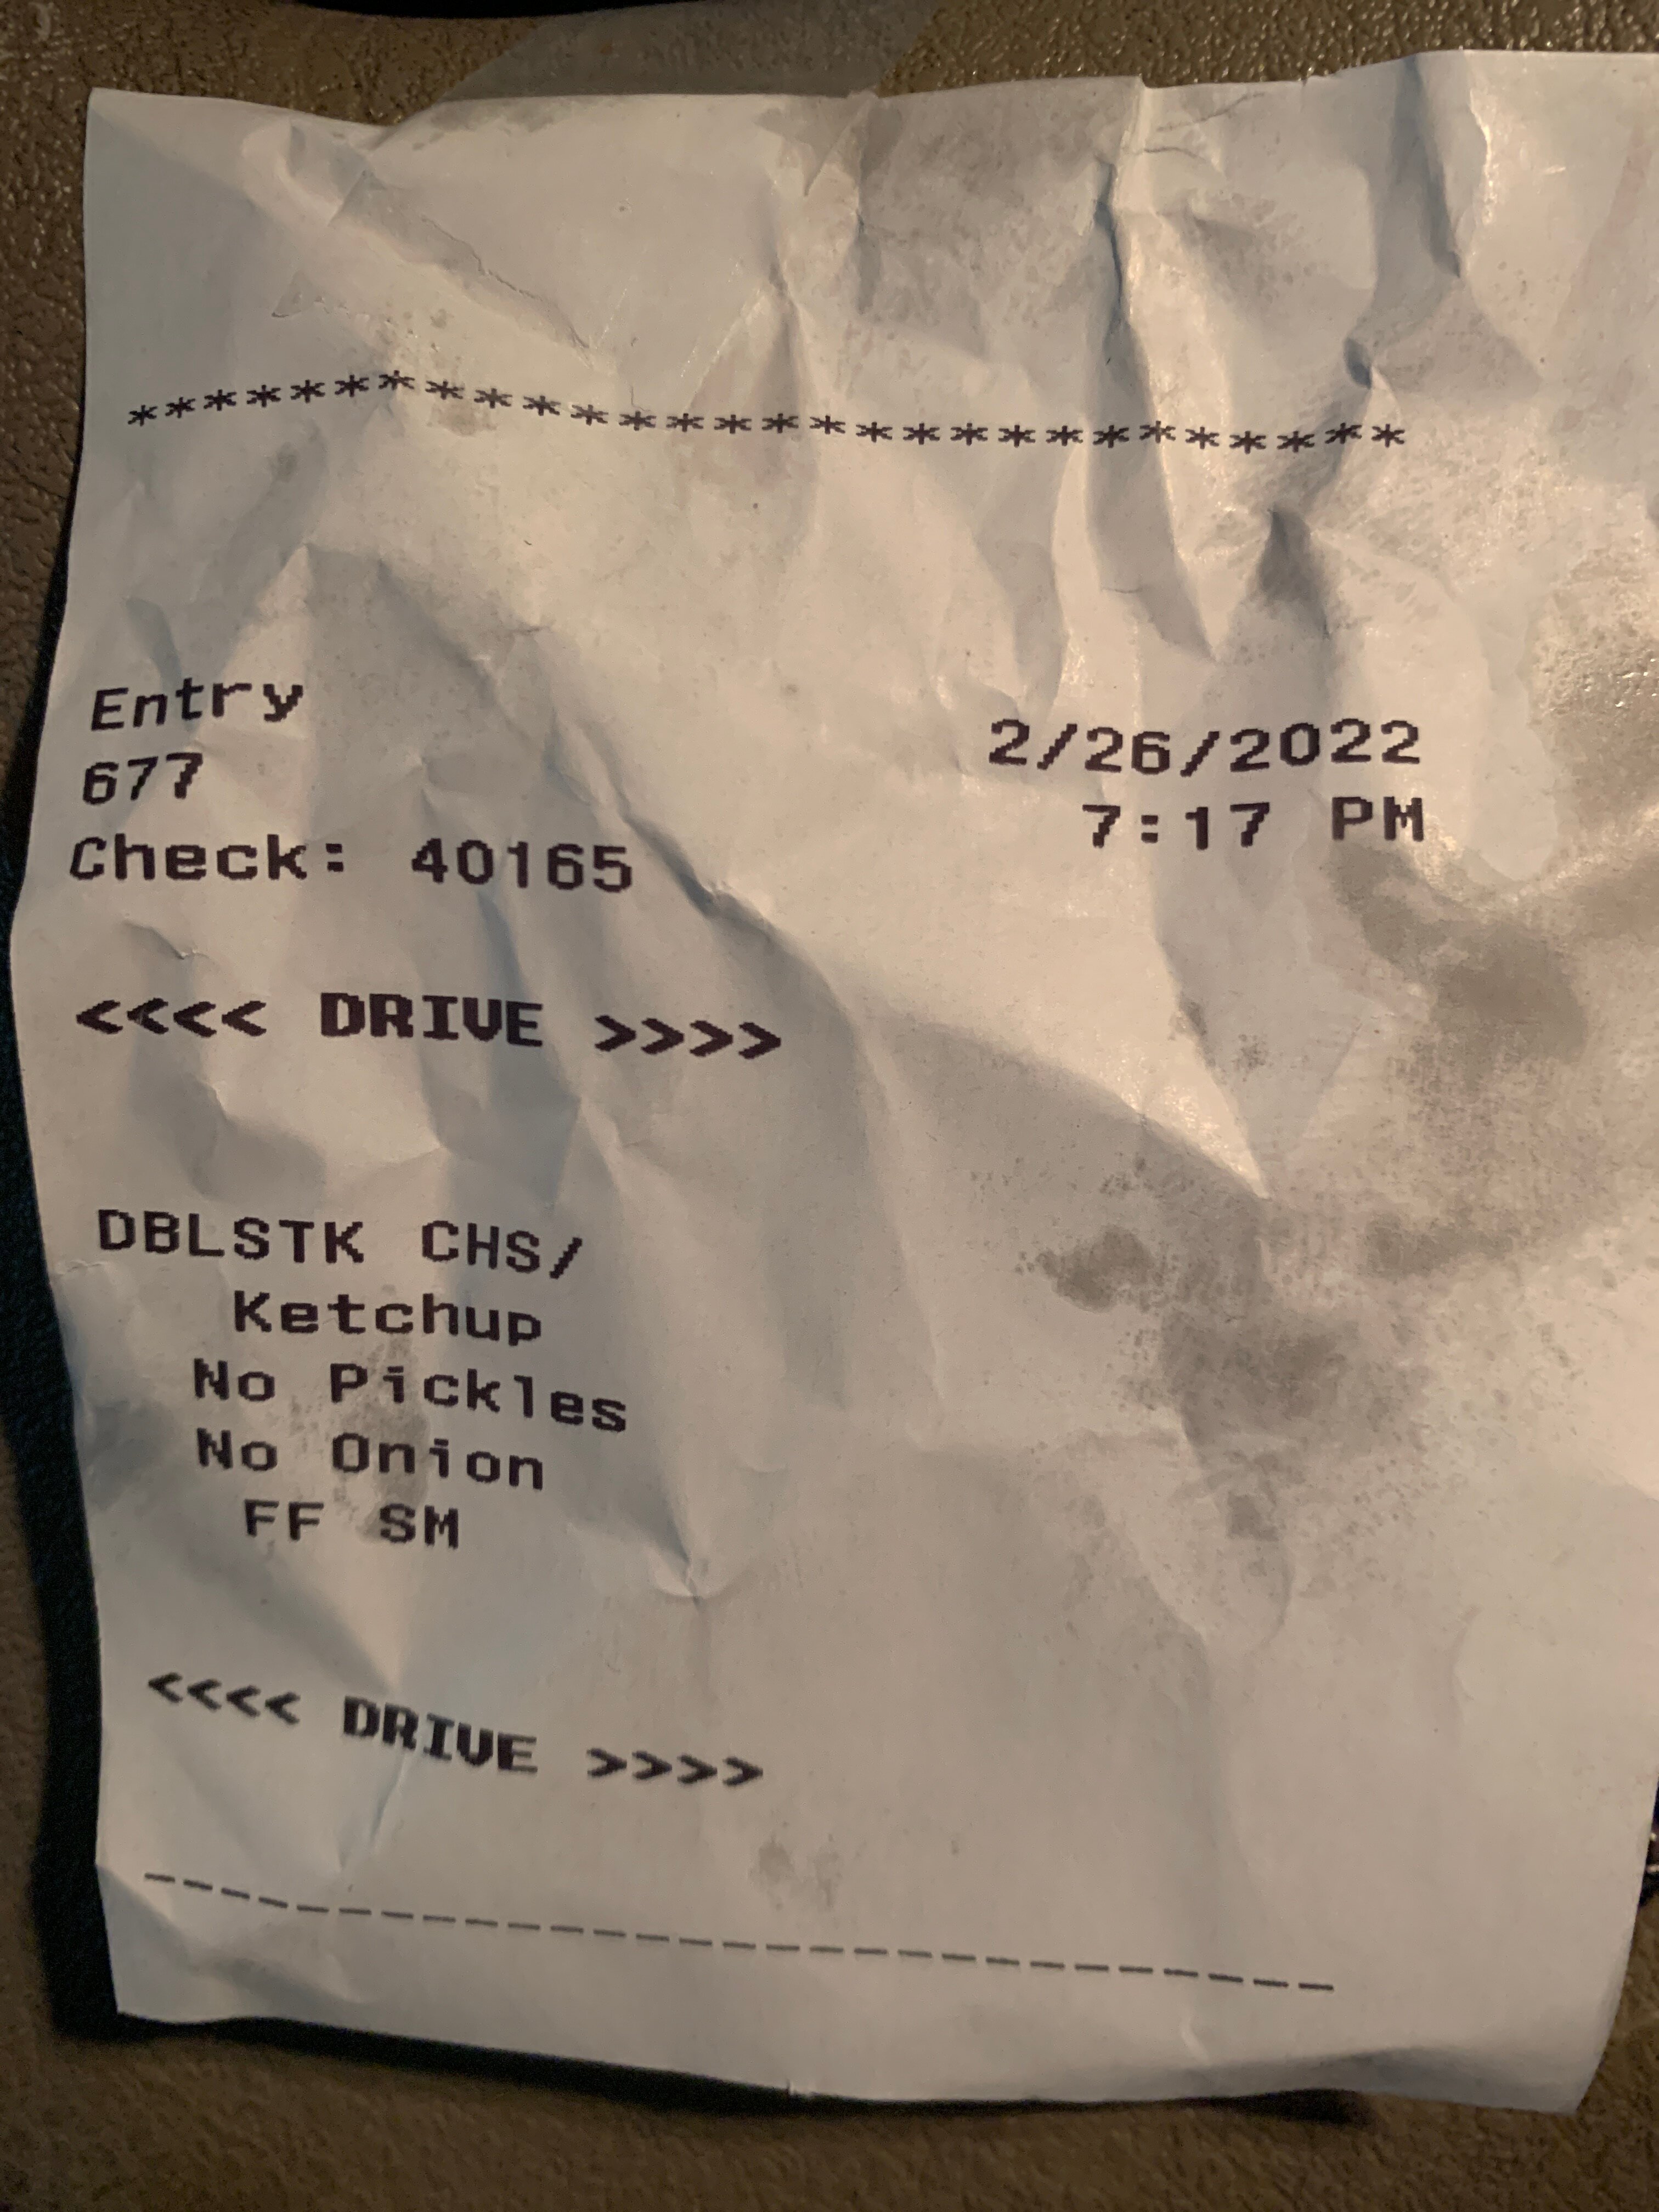 ****************************
Entry
2/26/2022
677
7:17 PM
Check: 40165
<<<< DRIVE >>>>
DBLSTK CHS/
Ketchup
No Pickles
No Onion
FF SM
<<<< DRIVE >>>>
----------------------------